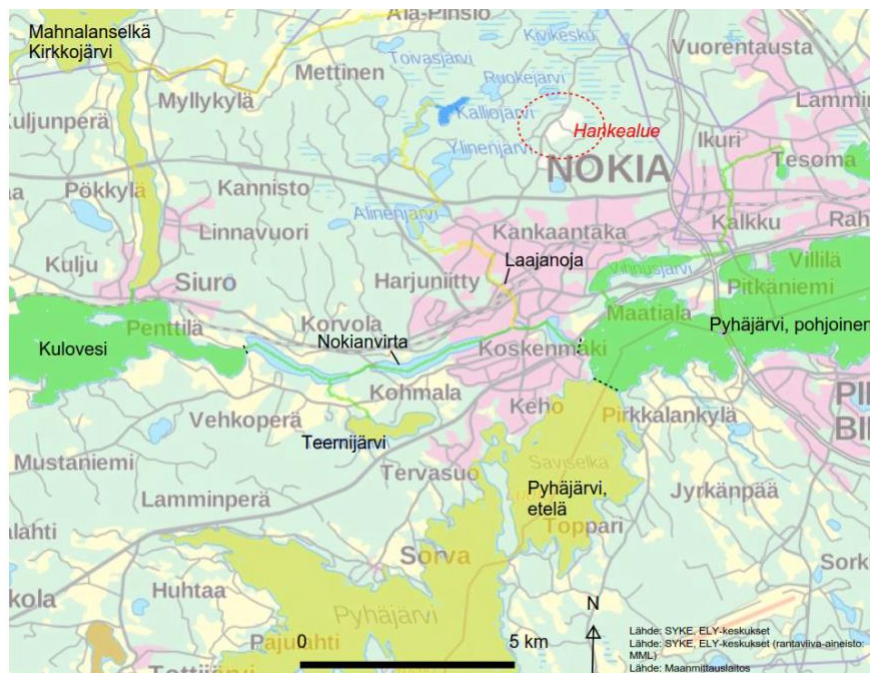 Mahnalanselkä
Kirkkojärvi
Ala-Pinsiö
Kivikesku
Vuorentausta
Toivasjärvi
Mettinen
Ruokejärvi
Myllykylä
Kalliojärvi
Hankealue
Kuljunperä
Ikuri
Ylinenjärvi
NOKIA
Tesoma
Pökkylä
Kannisto
Alinenjärvi
Kalkku
Linnavuori
Kankaantaka
Laajanoja
Kulju
Siuro
Harjuniitty
Vihnusjärvi
Villilä
Pitkäniemi
Maatiala
Penttilä
Korvola
Pyhäjärvi, pohjoinen
Kulovesi
Nokianvirta
Koskenmäki
Kohmala
Keho
Vehkoperä
Pirkkalankylä
Teernijärvi
Mustaniemi
Tervasuo
Saviselkä
Lamminperä
Pyhäjärvi,
etelä
Jyrkänpää
Toppari
Sorva
Huhtaa
N
Pyhäjärvi
Pajulahti
0
5 km
Lähde: SYKE, ELY-keskukset
Lähde: SYKE, ELY-keskukset (rantaviiva-aineisto:
MML)
Lähde: Maanmittauslaitos